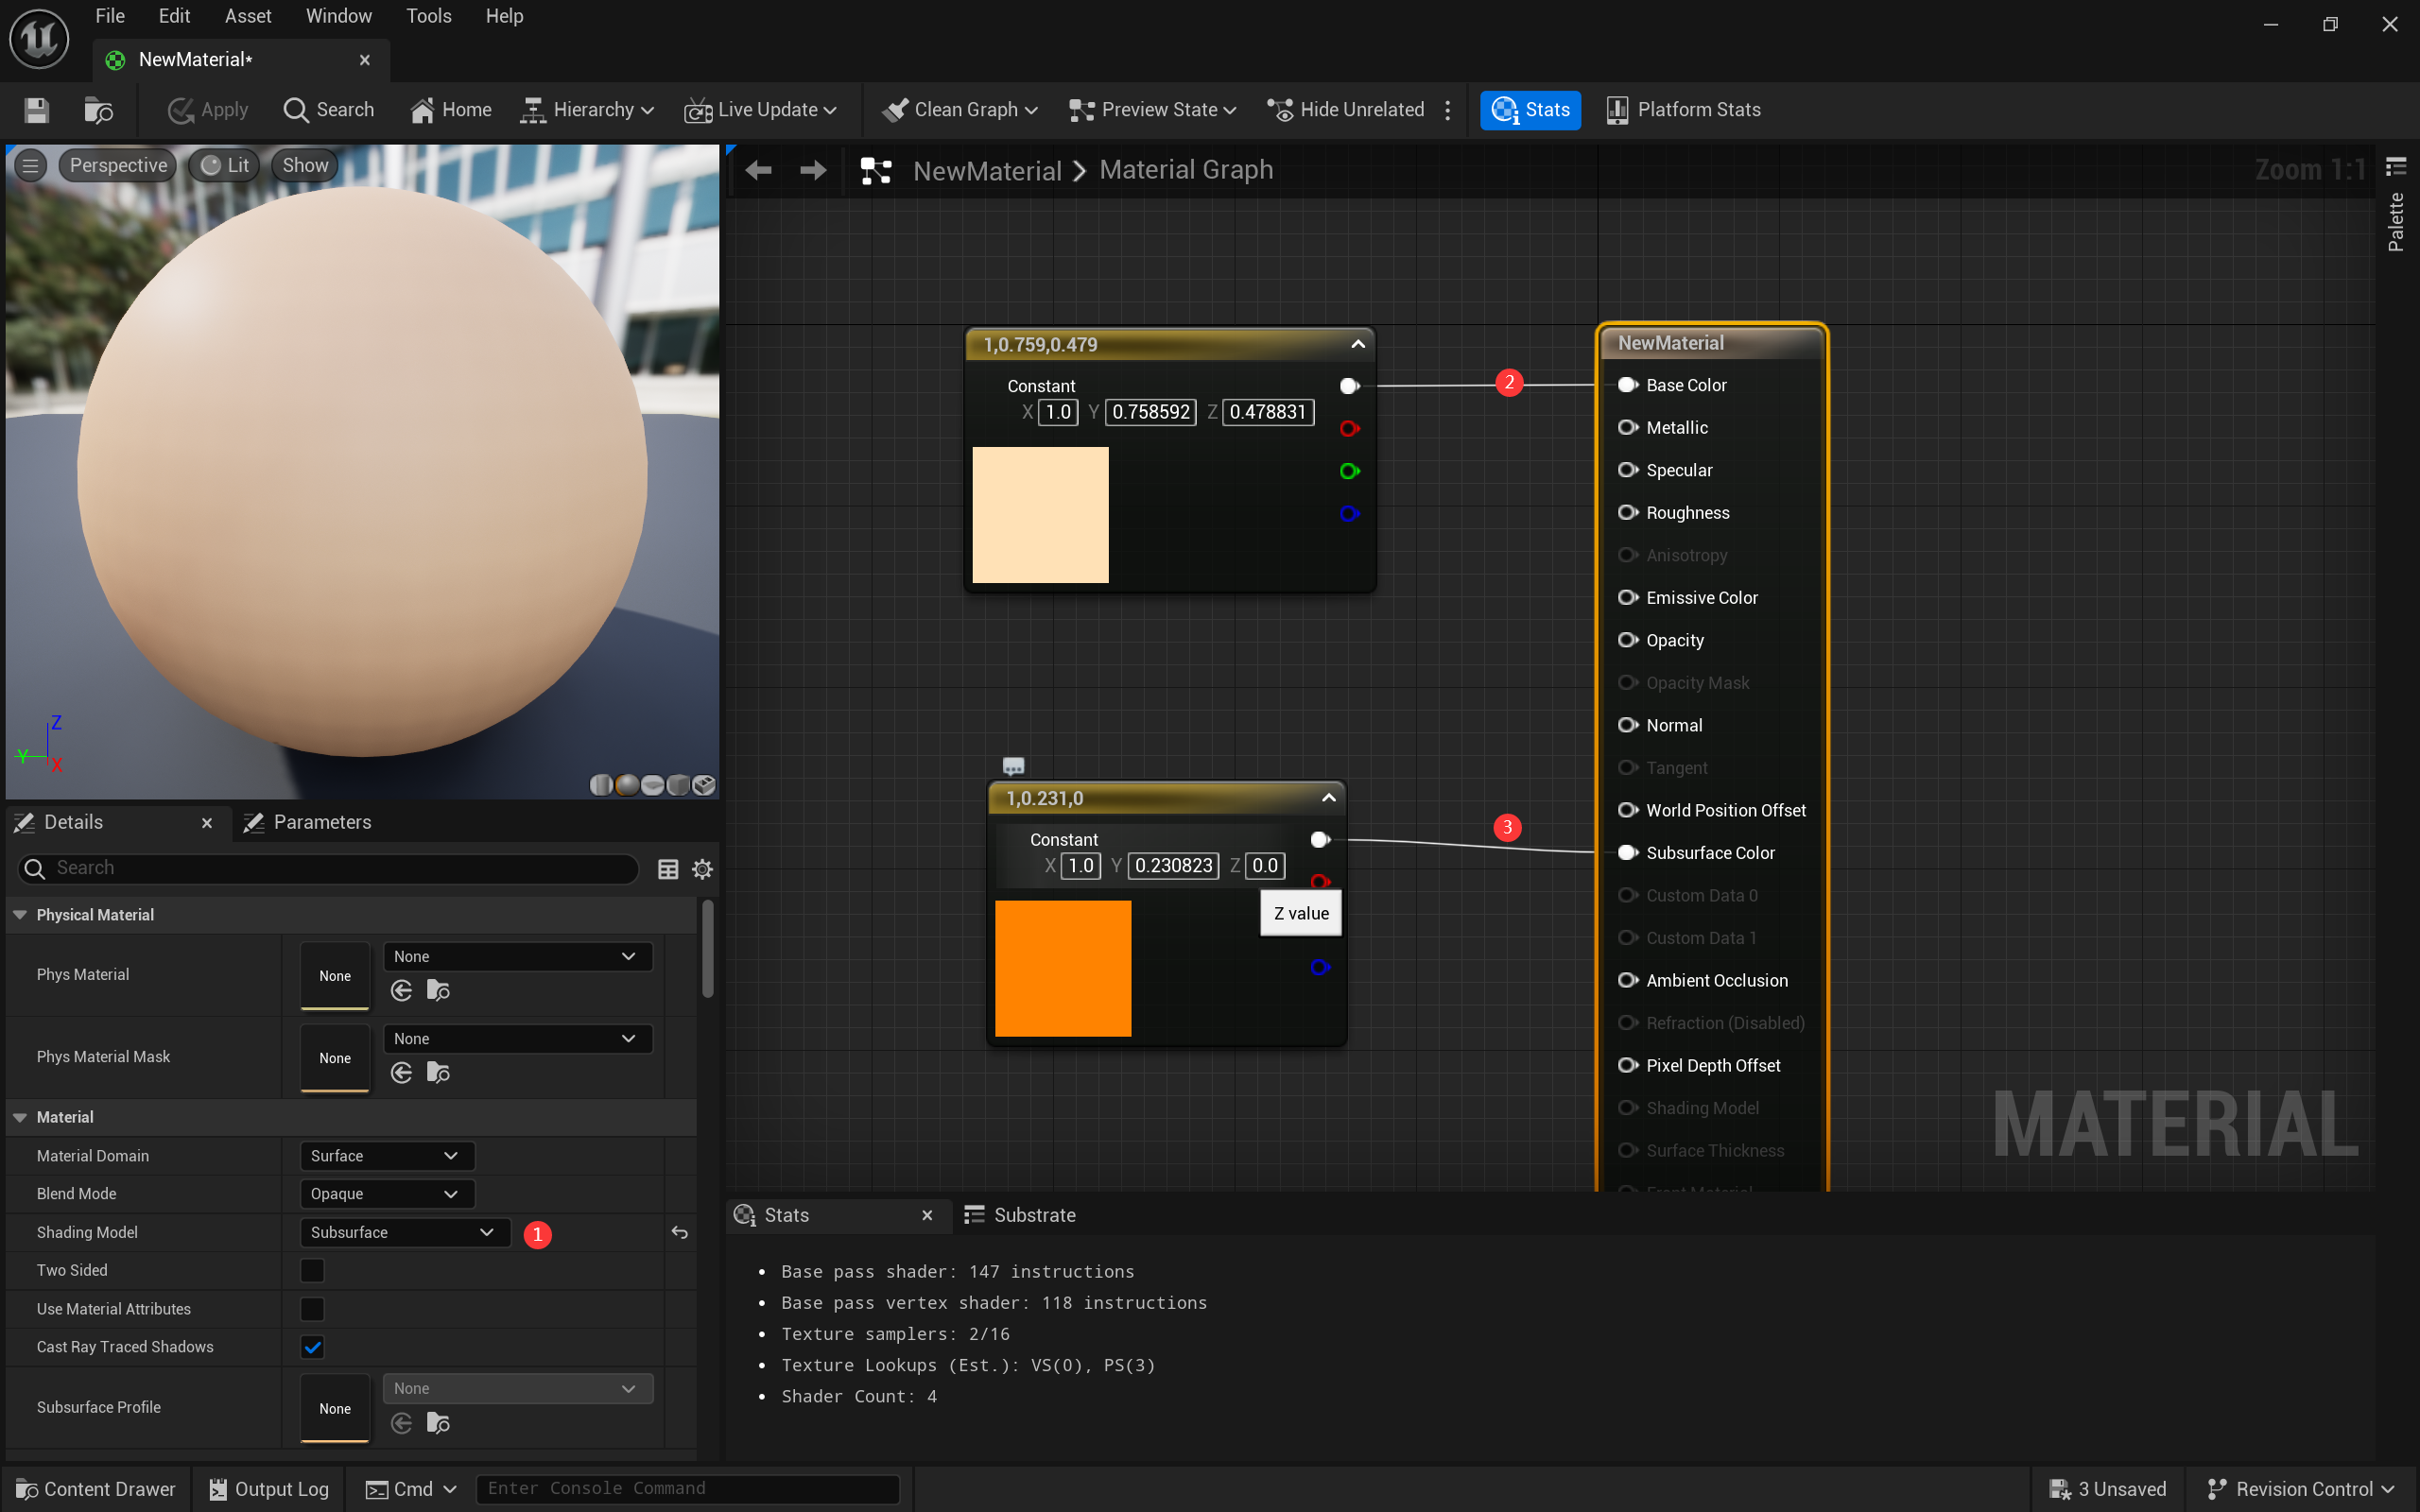 File Edit Asset Window Tools Help
NewMaterial*
Apply Search Home Hierarchy Live Update Clean Graph Preview State Hide Unrelated Stats Platform Stats
Perspective Lit Show
NewMaterial > Material Graph
Zoom 1:1
Palette
1,0.759,0.479
Constant
X 1.0 Y 0.758592 Z 0.478831
2
NewMaterial
Base Color
Metallic
Specular
Roughness
Anisotropy
Emissive Color
Opacity
Opacity Mask
Normal
Tangent
World Position Offset
Subsurface Color
Custom Data 0
Custom Data 1
Ambient Occlusion
Refraction (Disabled)
Pixel Depth Offset
Shading Model
Surface Thickness
Front Material
1,0.231,0
Constant
X 1.0 Y 0.230823 Z 0.0
Z value
3
MATERIAL
Z
Y
X
Details Parameters
Search
Physical Material
Phys Material None None
Phys Material Mask None None
Material
Material Domain Surface
Blend Mode Opaque
Shading Model Subsurface 1
Two Sided
Use Material Attributes
Cast Ray Traced Shadows
Subsurface Profile None None
Stats Substrate
• Base pass shader: 147 instructions
• Base pass vertex shader: 118 instructions
• Texture samplers: 2/16
• Texture Lookups (Est.): VS(0), PS(3)
• Shader Count: 4
Content Drawer Output Log Cmd Enter Console Command 3 Unsaved Revision Control